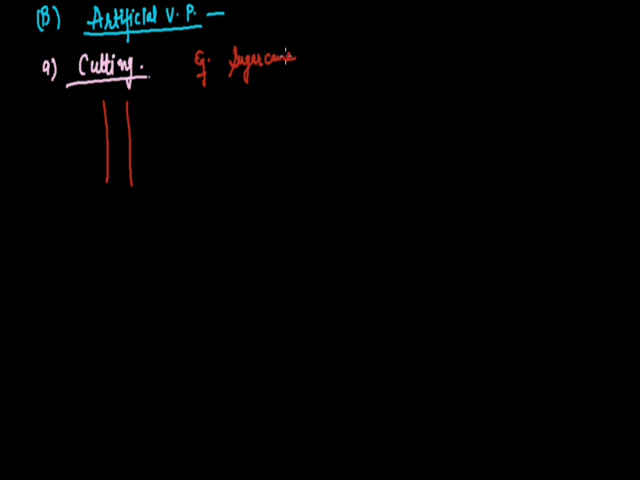 (B) Artificial V. P. —
a) Cutting. Eg. Sugarcane